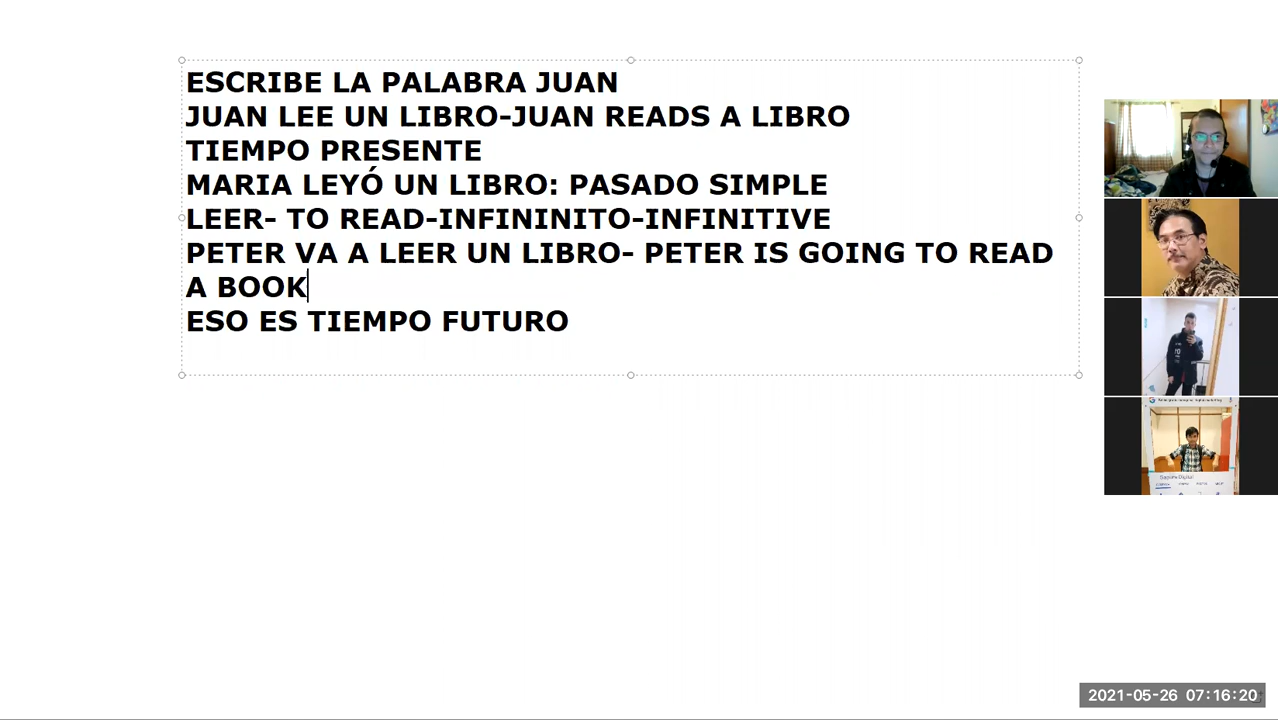 ESCRIBE LA PALABRA JUAN
JUAN LEE UN LIBRO-JUAN READS A LIBRO
TIEMPO PRESENTE
MARIA LEYÓ UN LIBRO: PASADO SIMPLE
LEER- TO READ-INFININITO-INFINITIVE
PETER VA A LEER UN LIBRO- PETER IS GOING TO READ
A BOOK
ESO ES TIEMPO FUTURO
2021-05-26 07:16:20